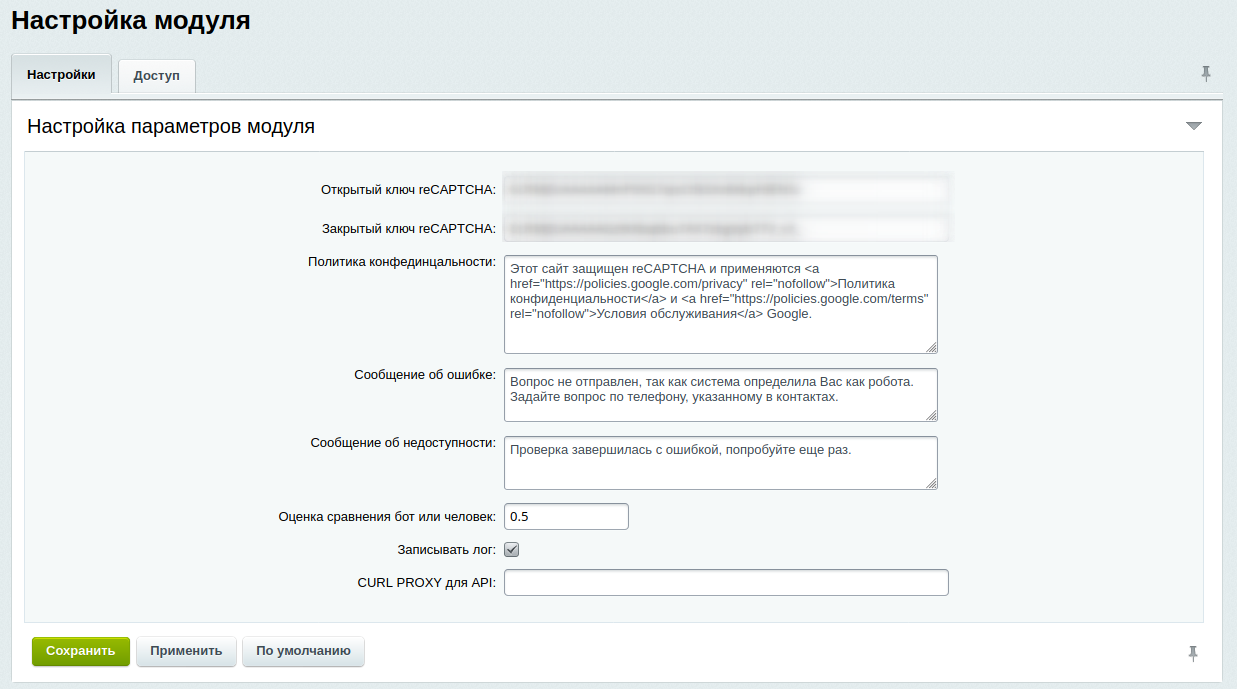 Настройка модуля
Настройки
Доступ
Настройка параметров модуля
Открытый ключ reCAPTCHA:
Закрытый ключ reCAPTCHA:
Политика конфединцальности:
Этот сайт защищен reCAPTCHA и применяются <a
href="https://policies.google.com/privacy" rel="nofollow">Политика
конфиденциальности</a> и <a href="https://policies.google.com/terms"
rel="nofollow">Условия обслуживания</a> Google.
Сообщение об ошибке:
Вопрос не отправлен, так как система определила Вас как робота.
Задайте вопрос по телефону, указанному в контактах.
Сообщение об недоступности:
Проверка завершилась с ошибкой, попробуйте еще раз.
Оценка сравнения бот или человек:
0.5
Записывать лог:
CURL PROXY для API:
Сохранить
Применить
По умолчанию